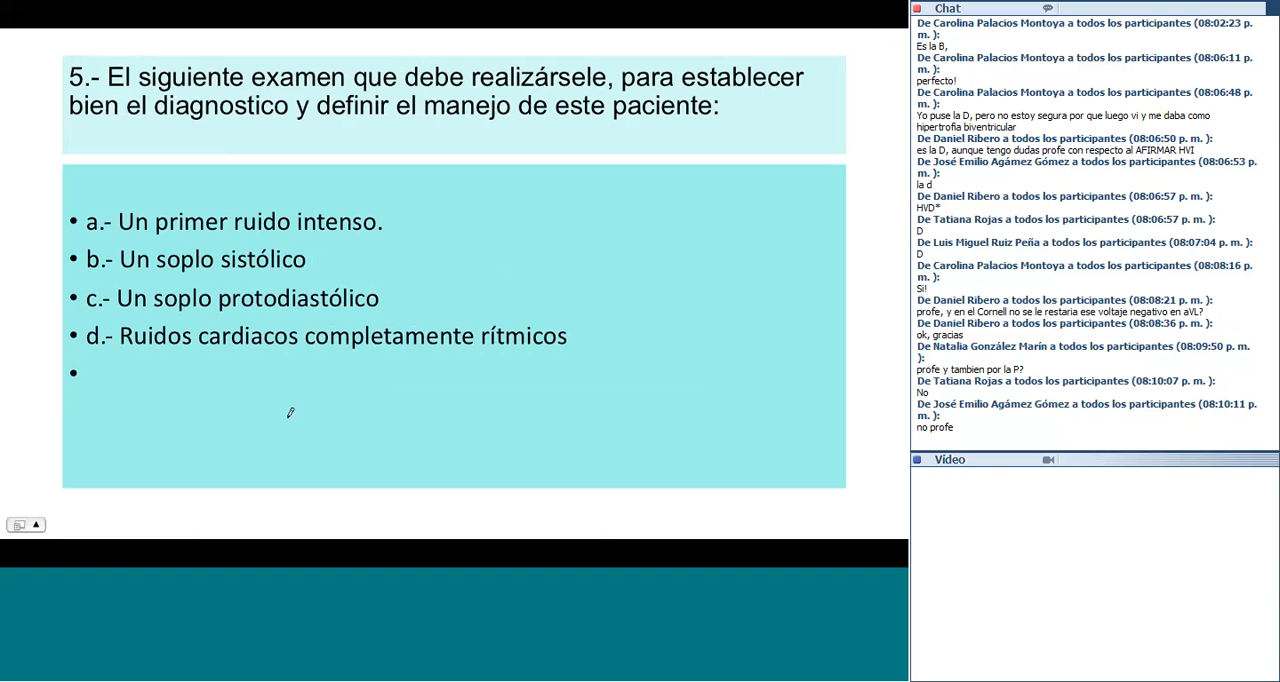 5.- El siguiente examen que debe realizársele, para establecer
bien el diagnostico y definir el manejo de este paciente:
• a.- Un primer ruido intenso.
• b.- Un soplo sistólico
• c.- Un soplo protodiastólico
• d.- Ruidos cardiacos completamente rítmicos
•
Chat
De Carolina Palacios Montoya a todos los participantes (08:02:23 p.
m. ):
Es la B,
De Carolina Palacios Montoya a todos los participantes (08:06:11 p.
m. ):
perfecto!
De Carolina Palacios Montoya a todos los participantes (08:06:48 p.
m. ):
Yo puse la D, pero no estoy segura por que luego vi y me daba como
hipertrofia biventricular
De Daniel Ribero a todos los participantes (08:06:50 p. m. ):
es la D, aunque tengo dudas profe con respecto al AFIRMAR HVI
De José Emilio Agámez Gómez a todos los participantes (08:06:53 p.
m. ):
la d
De Daniel Ribero a todos los participantes (08:06:57 p. m. ):
HVD*
De Tatiana Rojas a todos los participantes (08:06:57 p. m. ):
D
De Luis Miguel Ruiz Peña a todos los participantes (08:07:04 p. m. ):
D
De Carolina Palacios Montoya a todos los participantes (08:08:16 p.
m. ):
Si!
De Daniel Ribero a todos los participantes (08:08:21 p. m. ):
profe, y en el Cornell no se le restaria ese voltaje negativo en aVL?
De Daniel Ribero a todos los participantes (08:08:36 p. m. ):
ok, gracias
De Natalia González Marín a todos los participantes (08:09:50 p. m.
):
profe y tambien por la P?
De Tatiana Rojas a todos los participantes (08:10:07 p. m. ):
No
De José Emilio Agámez Gómez a todos los participantes (08:10:11 p.
m. ):
no profe
Vídeo